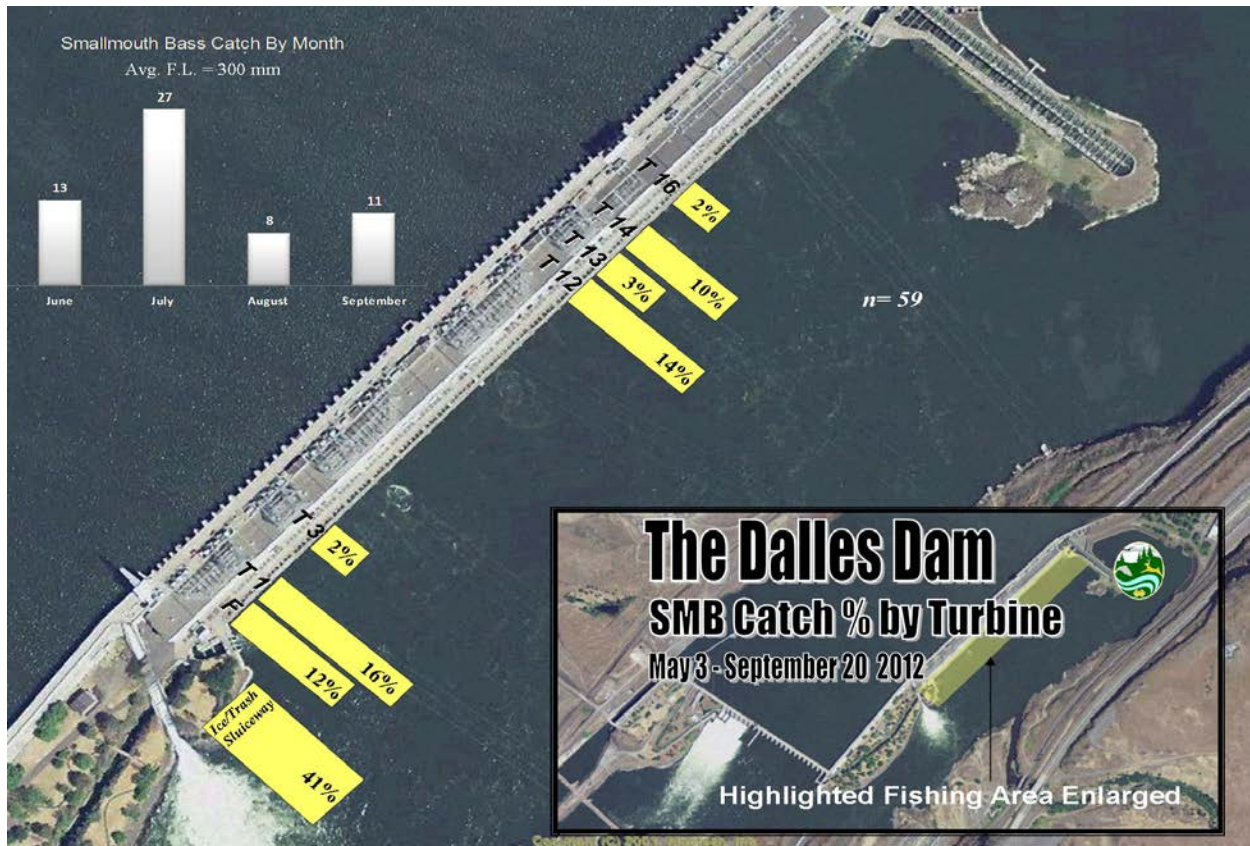 Smallmouth Bass Catch By Month
Avg. F.L. = 300 mm
27
13
8
11
June
July
August
September
T 16
2%
T 14
10%
T 13
3%
T 12
14%
n= 59
T 3
2%
T 1
16%
F
12%
Ice/Trash
Sluiceway
41%
The Dalles Dam
SMB Catch % by Turbine
May 3 - September 20 2012
Highlighted Fishing Area Enlarged